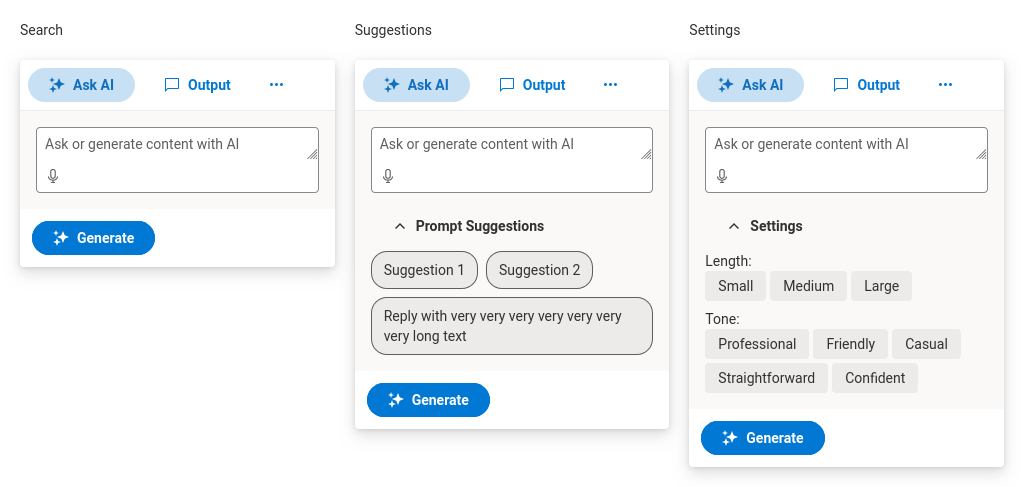 Search
Ask AI Output ···
Ask or generate content with AI
Generate
Suggestions
Ask AI Output ···
Ask or generate content with AI
Prompt Suggestions
Suggestion 1 Suggestion 2
Reply with very very very very very very
very long text
Generate
Settings
Ask AI Output ···
Ask or generate content with AI
Settings
Length:
Small Medium Large
Tone:
Professional Friendly Casual
Straightforward Confident
Generate